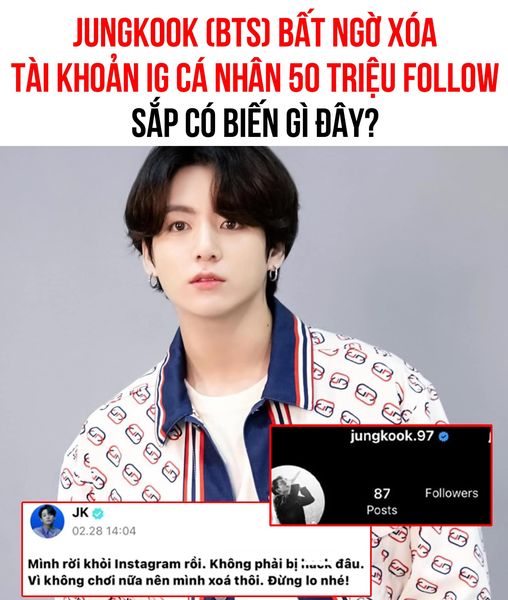 JUNGKOOK (BTS) BẤT NGỜ XÓA
TÀI KHOẢN IG CÁ NHÂN 50 TRIỆU FOLLOW
SẮP CÓ BIẾN GÌ ĐÂY?
jungkook.97
87
Followers
Posts
JK
02.28 14:04
Mình rời khỏi Instagram rồi. Không phải bị hack đâu.
Vì không chơi nữa nên mình xoá thôi. Đừng lo nhé!